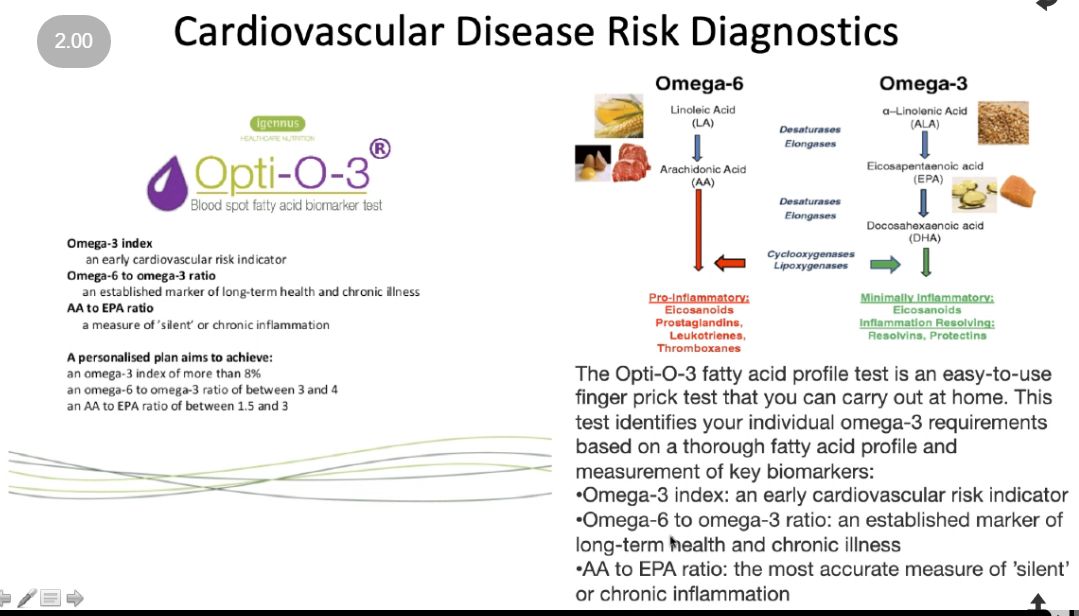 2.00
Cardiovascular Disease Risk Diagnostics
igennus
HEALTHCARE NUTRITION
Opti-O-3®
Blood spot fatty acid biomarker test
Omega-3 index
an early cardiovascular risk indicator
Omega-6 to omega-3 ratio
an established marker of long-term health and chronic illness
AA to EPA ratio
a measure of 'silent' or chronic inflammation
A personalised plan aims to achieve:
an omega-3 index of more than 8%
an omega-6 to omega-3 ratio of between 3 and 4
an AA to EPA ratio of between 1.5 and 3
Omega-6
Linoleic Acid
(LA)
Arachidonic Acid
(AA)
Pro-Inflammatory:
Eicosanoids
Prostaglandins,
Leukotrienes,
Thromboxanes
Desaturases
Elongases
Desaturases
Elongases
Cyclooxygenases
Lipoxygenases
Omega-3
α–Linolenic Acid
(ALA)
Eicosapentaenoic acid
(EPA)
Docosahexaenoic acid
(DHA)
Minimally Inflammatory:
Eicosanoids
Inflammation Resolving:
Resolvins, Protectins
The Opti-O-3 fatty acid profile test is an easy-to-use
finger prick test that you can carry out at home. This
test identifies your individual omega-3 requirements
based on a thorough fatty acid profile and
measurement of key biomarkers:
•Omega-3 index: an early cardiovascular risk indicator
•Omega-6 to omega-3 ratio: an established marker of
long-term health and chronic illness
•AA to EPA ratio: the most accurate measure of 'silent'
or chronic inflammation